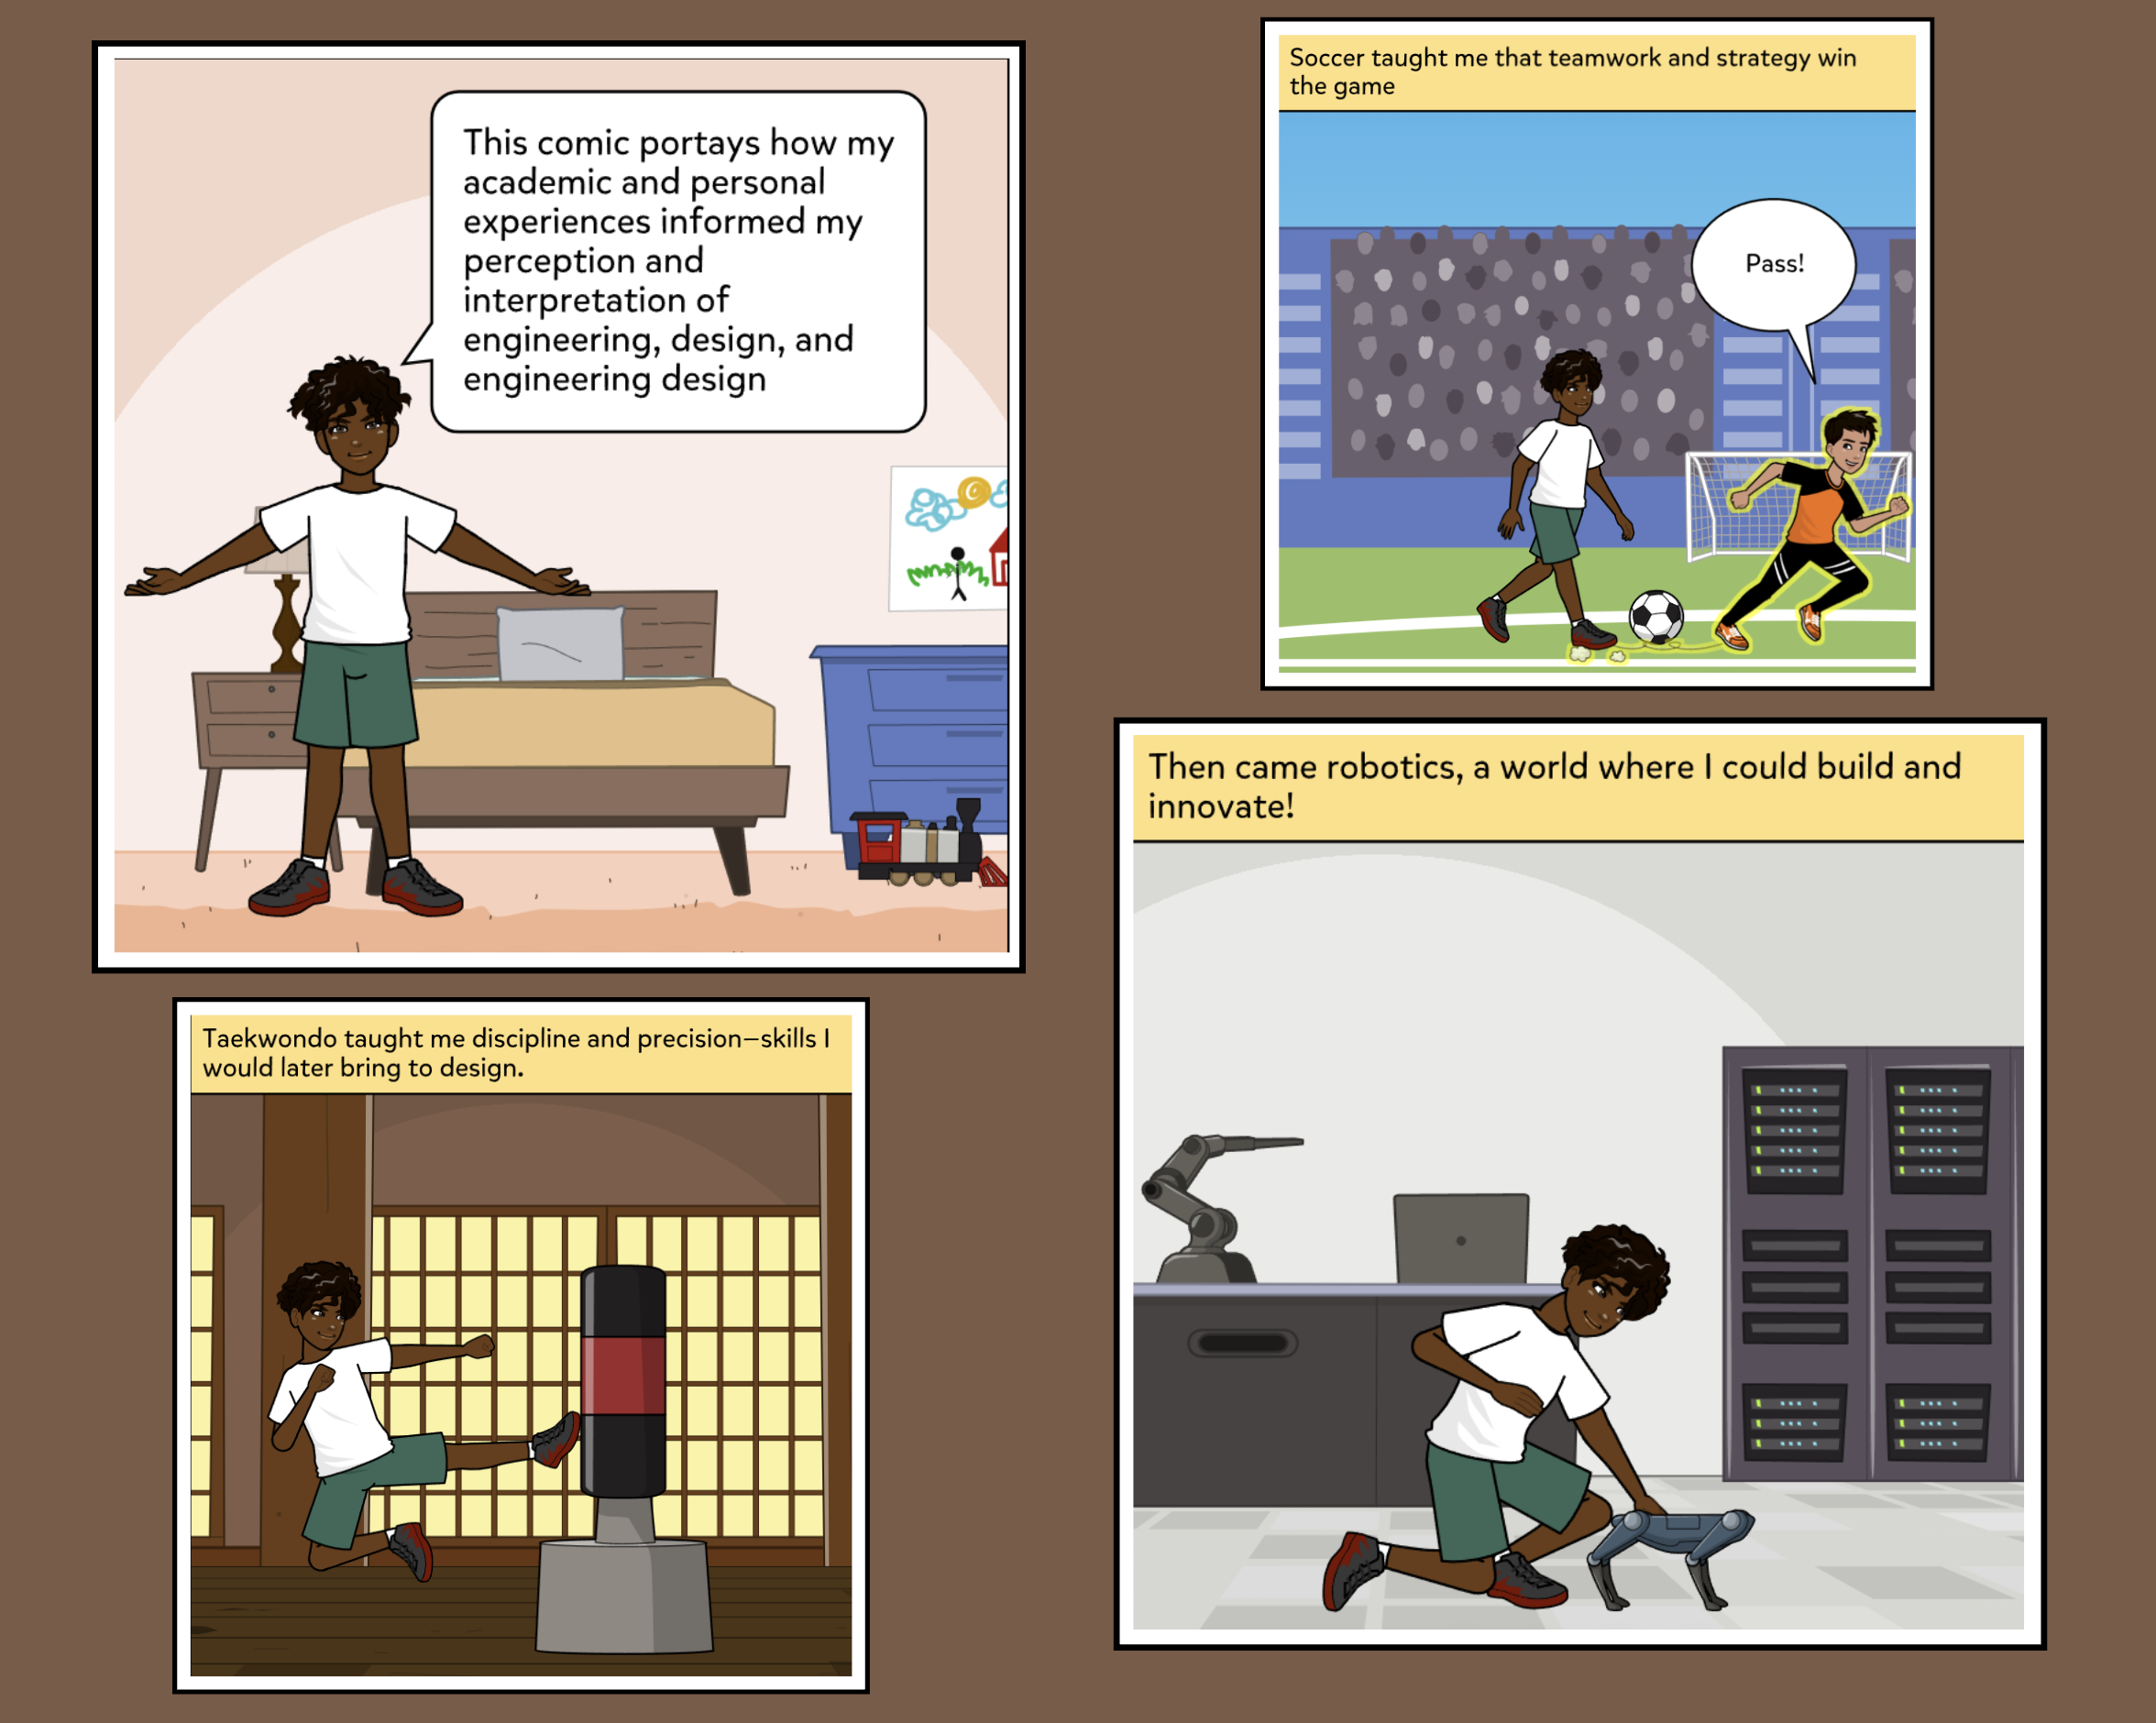 This comic portays how my
academic and personal
experiences informed my
perception and
interpretation of
engineering, design, and
engineering design
Taekwondo taught me discipline and precision—skills I
would later bring to design.
Soccer taught me that teamwork and strategy win
the game
Pass!
Then came robotics, a world where I could build and
innovate!